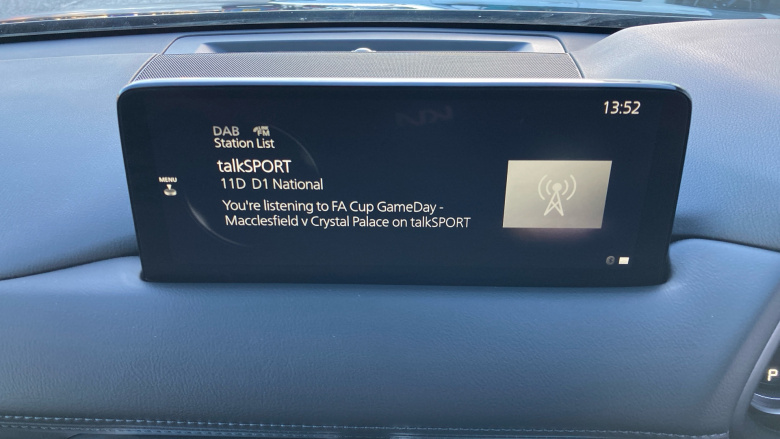 13:52
DAB FM
Station List
talkSPORT
MENU
11D D1 National
You're listening to FA Cup GameDay -
Macclesfield v Crystal Palace on talkSPORT
P